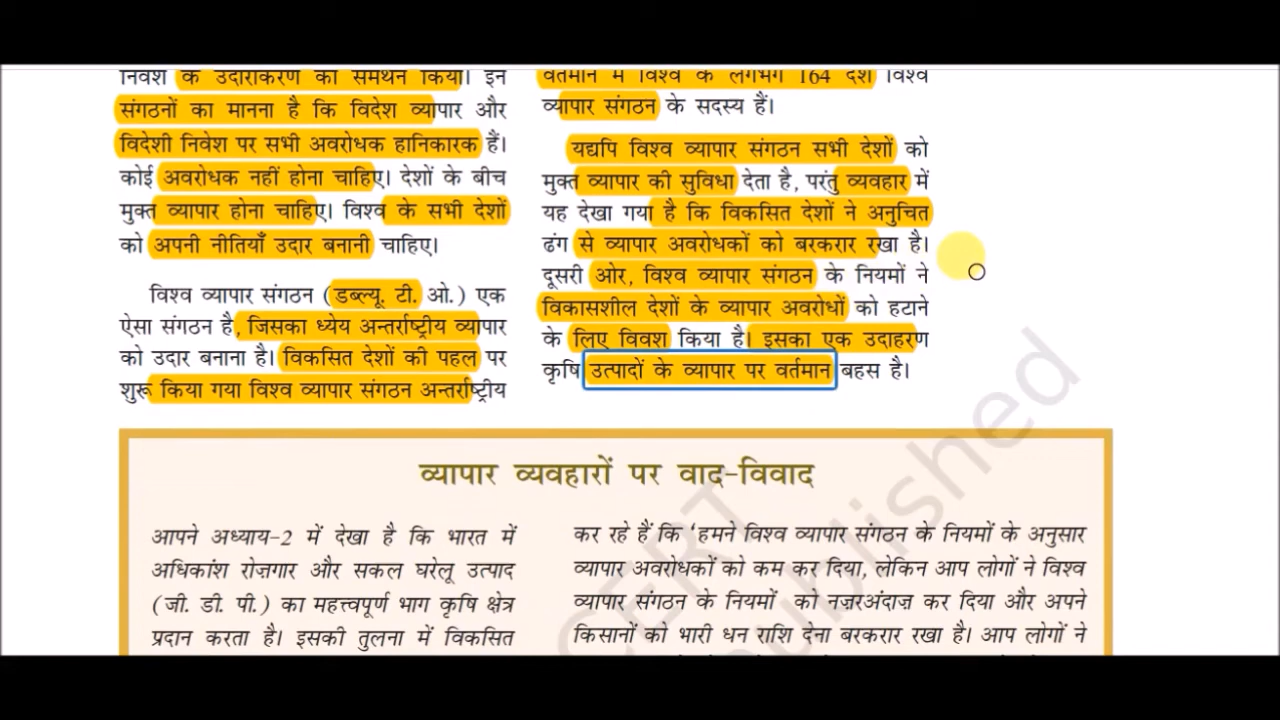 निवेश के उदारीकरण का समर्थन किया। इन
संगठनों का मानना है कि विदेश व्यापार और
विदेशी निवेश पर सभी अवरोधक हानिकारक हैं।
कोई अवरोधक नहीं होना चाहिए। देशों के बीच
मुक्त व्यापार होना चाहिए। विश्व के सभी देशों
को अपनी नीतियाँ उदार बनानी चाहिए।
विश्व व्यापार संगठन (डब्ल्यू. टी. ओ.) एक
ऐसा संगठन है, जिसका ध्येय अन्तर्राष्ट्रीय व्यापार
को उदार बनाना है। विकसित देशों की पहल पर
शुरू किया गया विश्व व्यापार संगठन अन्तर्राष्ट्रीय
वर्तमान में विश्व के लगभग 164 देश विश्व
व्यापार संगठन के सदस्य हैं।
यद्यपि विश्व व्यापार संगठन सभी देशों को
मुक्त व्यापार की सुविधा देता है, परंतु व्यवहार में
यह देखा गया है कि विकसित देशों ने अनुचित
ढंग से व्यापार अवरोधकों को बरकरार रखा है।
दूसरी ओर, विश्व व्यापार संगठन के नियमों ने
विकासशील देशों के व्यापार अवरोधों को हटाने
के लिए विवश किया है। इसका एक उदाहरण
कृषि उत्पादों के व्यापार पर वर्तमान बहस है।
व्यापार व्यवहारों पर वाद-विवाद
आपने अध्याय-2 में देखा है कि भारत में
अधिकांश रोज़गार और सकल घरेलू उत्पाद
(जी. डी. पी.) का महत्त्वपूर्ण भाग कृषि क्षेत्र
प्रदान करता है। इसकी तुलना में विकसित
कर रहे हैं कि 'हमने विश्व व्यापार संगठन के नियमों के अनुसार
व्यापार अवरोधकों को कम कर दिया, लेकिन आप लोगों ने विश्व
व्यापार संगठन के नियमों को नज़रअंदाज़ कर दिया और अपने
किसानों को भारी धन राशि देना बरकरार रखा है। आप लोगों ने
CERT
published